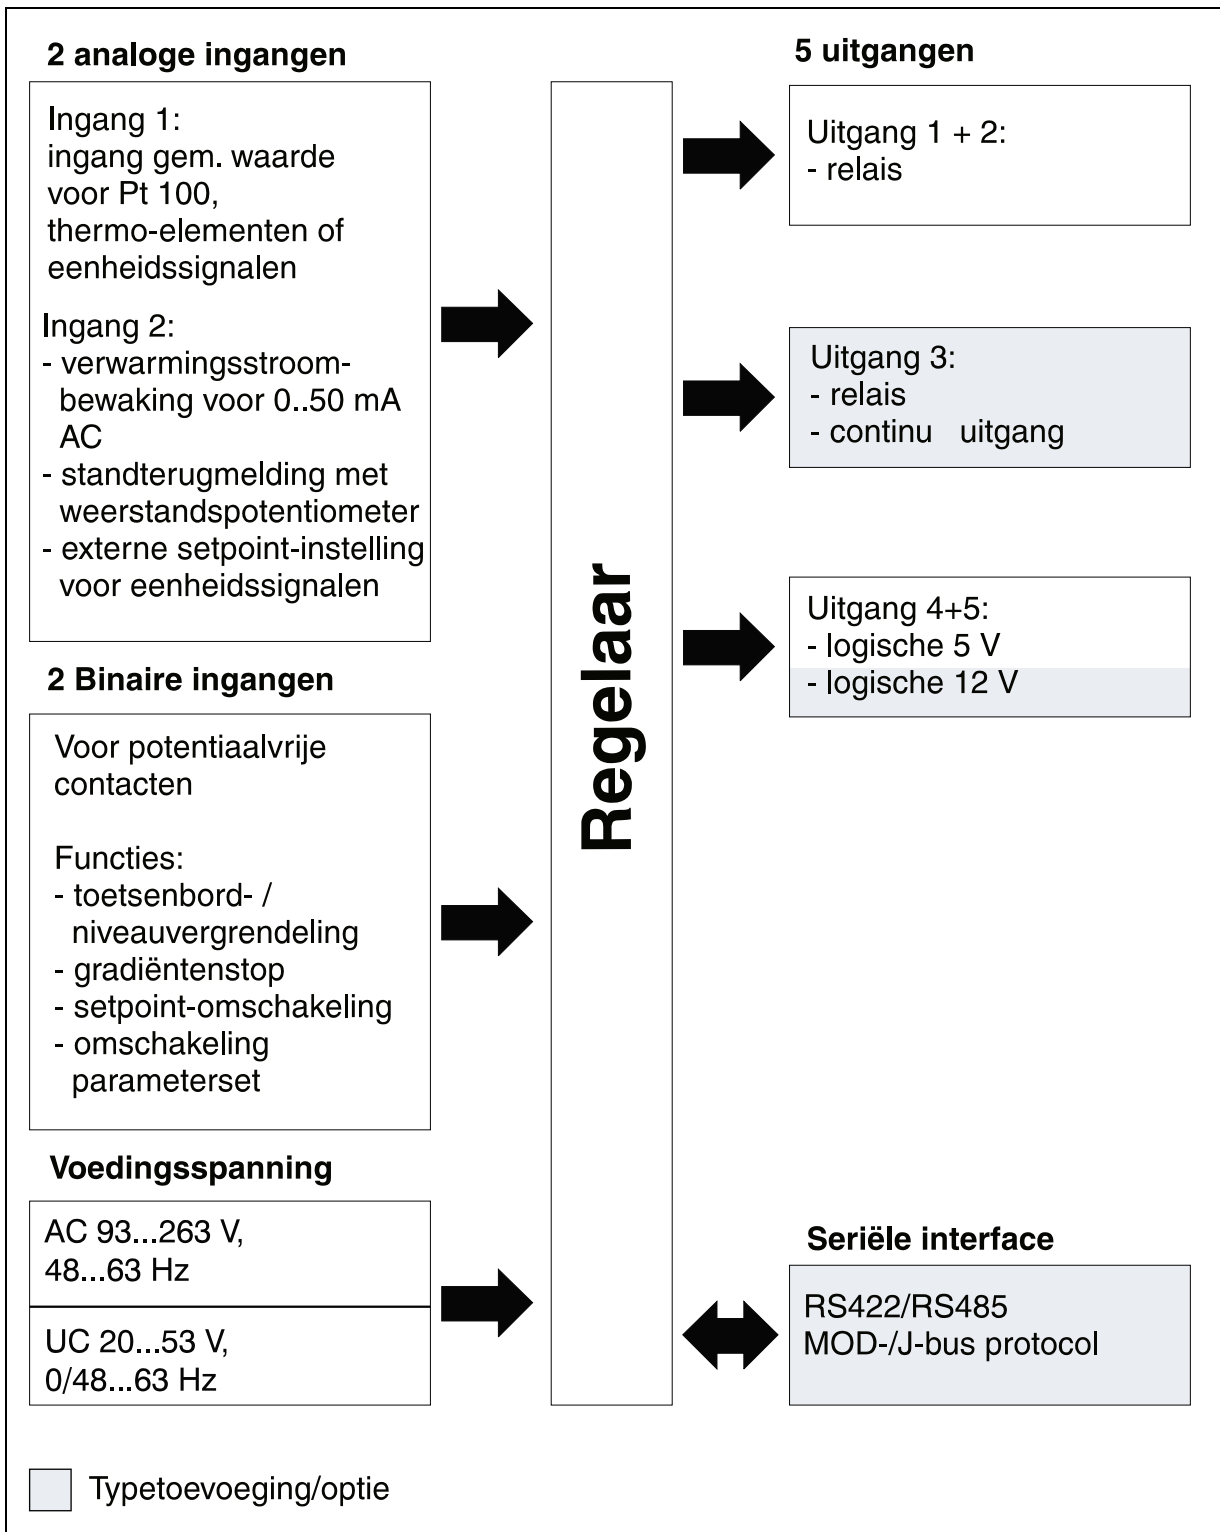 2 analoge ingangen
Ingang 1:
ingang gem. waarde
voor Pt 100,
thermo-elementen of
eenheidssignalen
Ingang 2:
- verwarmingsstroom-
bewaking voor 0..50 mA
AC
- standterugmelding met
weerstandspotentiometer
- externe setpoint-instelling
voor eenheidssignalen
2 Binaire ingangen
Voor potentiaalvrije
contacten
Functies:
- toetsenbord- /
niveauvergrendeling
- gradiëntenstop
- setpoint-omschakeling
- omschakeling
parameterset
Voedingsspanning
AC 93...263 V,
48...63 Hz
UC 20...53 V,
0/48...63 Hz
Regelaar
5 uitgangen
Uitgang 1 + 2:
- relais
Uitgang 3:
- relais
- continu uitgang
Uitgang 4+5:
- logische 5 V
- logische 12 V
Seriële interface
RS422/RS485
MOD-/J-bus protocol
Typetoevoeging/optie